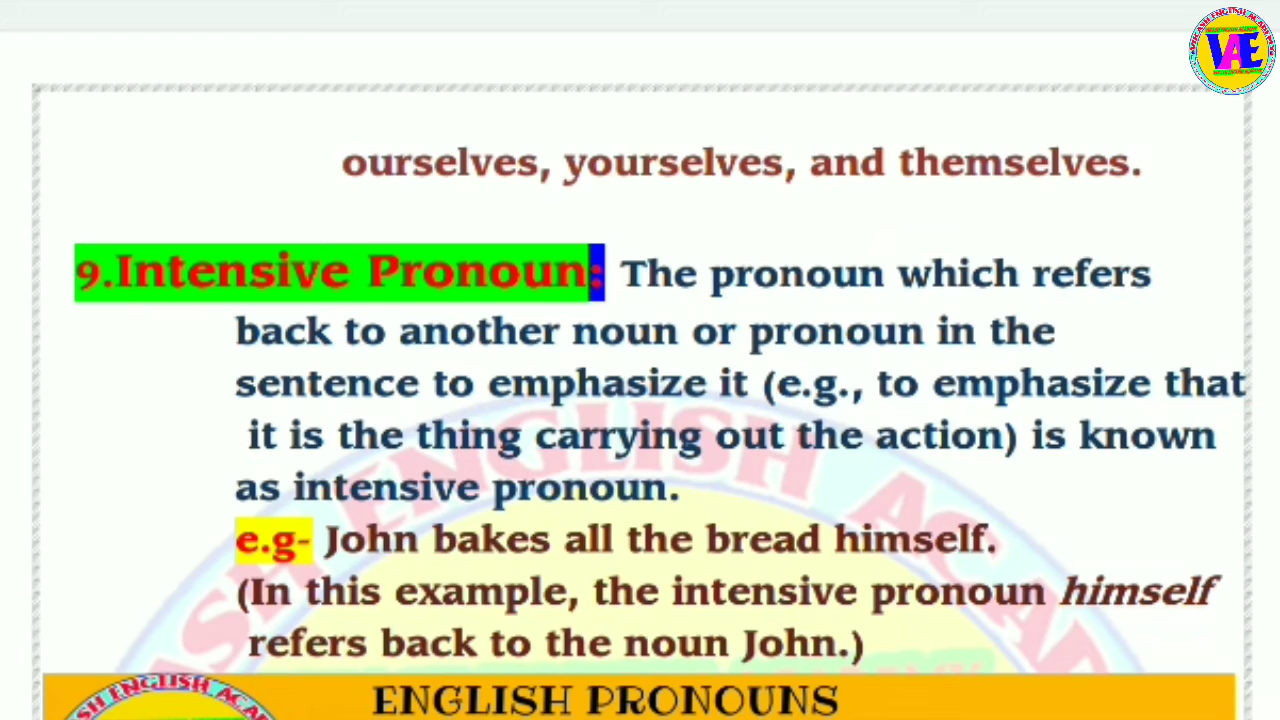 VAE
ourselves, yourselves, and themselves.
9.Intensive Pronoun: The pronoun which refers
back to another noun or pronoun in the
sentence to emphasize it (e.g., to emphasize that
it is the thing carrying out the action) is known
as intensive pronoun.
e.g- John bakes all the bread himself.
(In this example, the intensive pronoun himself
refers back to the noun John.)
ENGLISH PRONOUNS